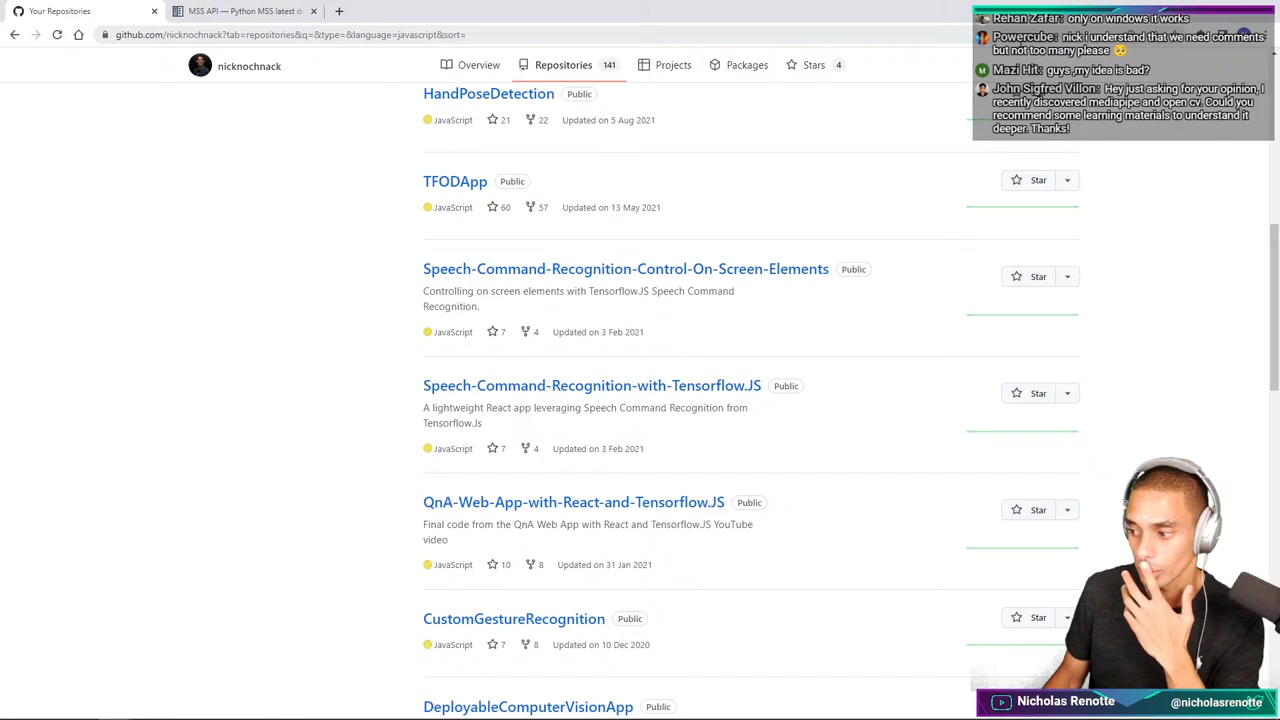 Your Repositories
MSS API — Python MSS latest d
github.com/nicknochnack?tab=repositories&q=&type=&language=javascript&sort=
nicknochnack
Overview
Repositories 141
Projects
Packages
Stars 4
HandPoseDetection Public
JavaScript 21 22 Updated on 5 Aug 2021
TFODApp Public
Star
JavaScript 60 57 Updated on 13 May 2021
Speech-Command-Recognition-Control-On-Screen-Elements Public
Star
Controlling on screen elements with Tensorflow.JS Speech Command
Recognition.
JavaScript 7 4 Updated on 3 Feb 2021
Speech-Command-Recognition-with-Tensorflow.JS Public
Star
A lightweight React app leveraging Speech Command Recognition from
Tensorflow.Js
JavaScript 7 4 Updated on 3 Feb 2021
QnA-Web-App-with-React-and-Tensorflow.JS Public
Star
Final code from the QnA Web App with React and Tensorflow.JS YouTube
video
JavaScript 10 8 Updated on 31 Jan 2021
CustomGestureRecognition Public
Star
JavaScript 7 8 Updated on 10 Dec 2020
DeployableComputerVisionApp Public
Rehan Zafar: only on windows it works
Powercube: nick i understand that we need comments
but not too many please
M
Mazi Hit: guys ,my idea is bad?
John Sigfred Villon: Hey just asking for your opinion, I
recently discovered mediapipe and open cv. Could you
recommend some learning materials to understand it
deeper. Thanks!
Nicholas Renotte
@nicholasrenotte